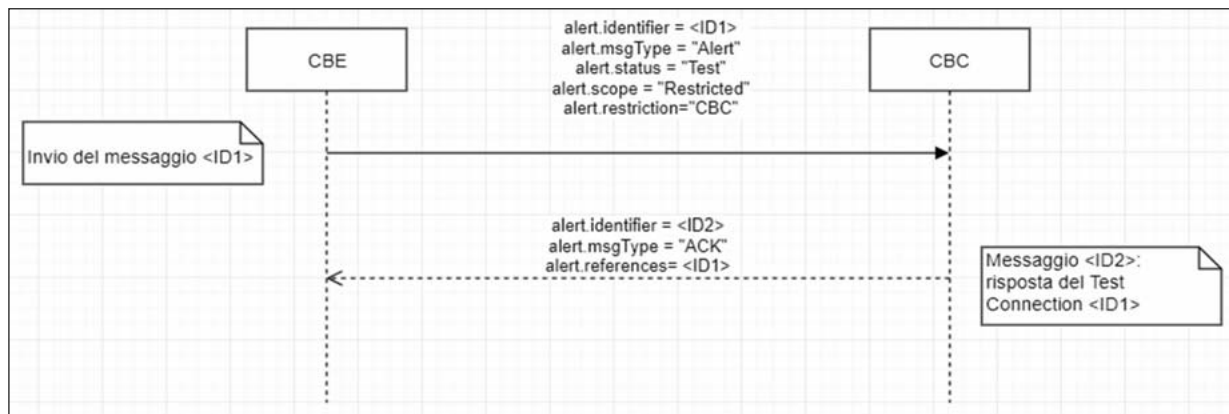 alert.identifier = <ID1>
alert.msgType = "Alert"
alert.status = "Test"
alert.scope = "Restricted"
alert.restriction="CBC"
CBE
CBC
Invio del messaggio <ID1>
alert.identifier = <ID2>
alert.msgType = "ACK"
alert.references= <ID1>
Messaggio <ID2>:
risposta del Test
Connection <ID1>